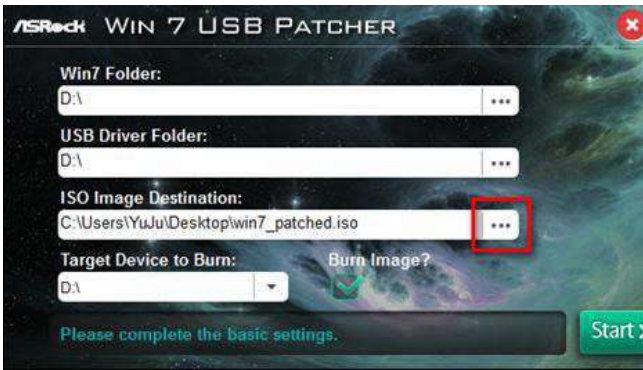 ASRock WIN 7 USB PATCHER
Win7 Folder:
D:\
USB Driver Folder:
D:\
ISO Image Destination:
C:\Users\YuJu\Desktop\win7_patched.iso
Target Device to Burn: Burn Image?
D:\
Please complete the basic settings.
Start